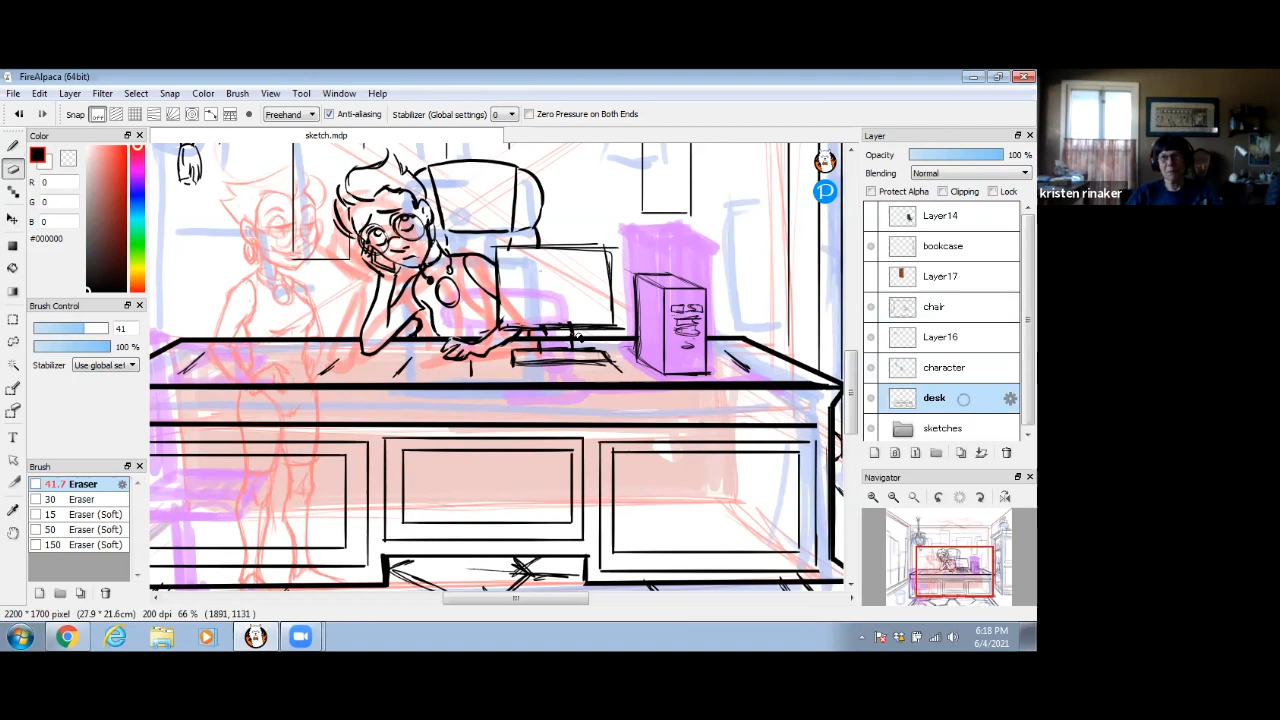 FireAlpaca (64bit)
File Edit Layer Filter Select Snap Color Brush View Tool Window Help
Snap OFF Freehand Anti-aliasing Stabilizer (Global settings) 0 Zero Pressure on Both Ends
Color
sketch.mdp
Layer
Opacity 100 %
Blending Normal
R 0
Protect Alpha Clipping Lock
kristen rinaker
G 0
Layer14
B 0
#000000
bookcase
Layer17
Brush Control
chair
41
Layer16
100 %
Stabilizer Use global set
character
desk
sketches
Brush
Navigator
41.7 Eraser
30 Eraser
15 Eraser (Soft)
50 Eraser (Soft)
150 Eraser (Soft)
2200 * 1700 pixel (27.9 * 21.6cm) 200 dpi 66 % (1891, 1131)
6:18 PM
6/4/2021